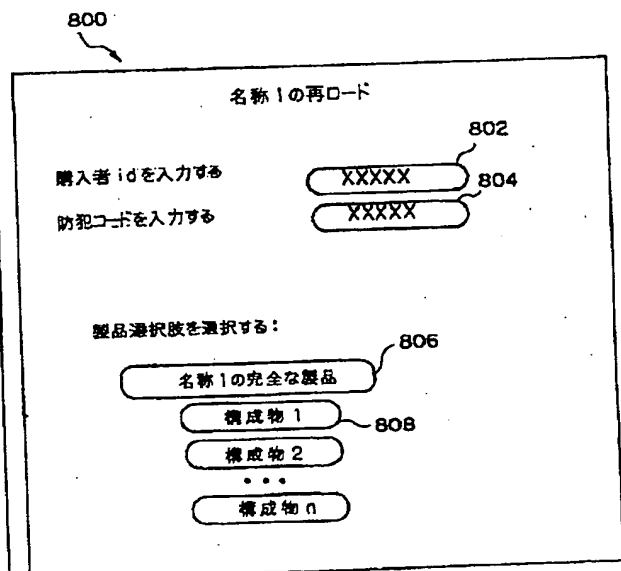 800
名称1の再ロード
802
購入者idを入力する XXXXX
804
防犯コードを入力する XXXXX
製品選択肢を選択する:
806
名称1の完全な製品
構成物1
808
構成物2
• • •
構成物n